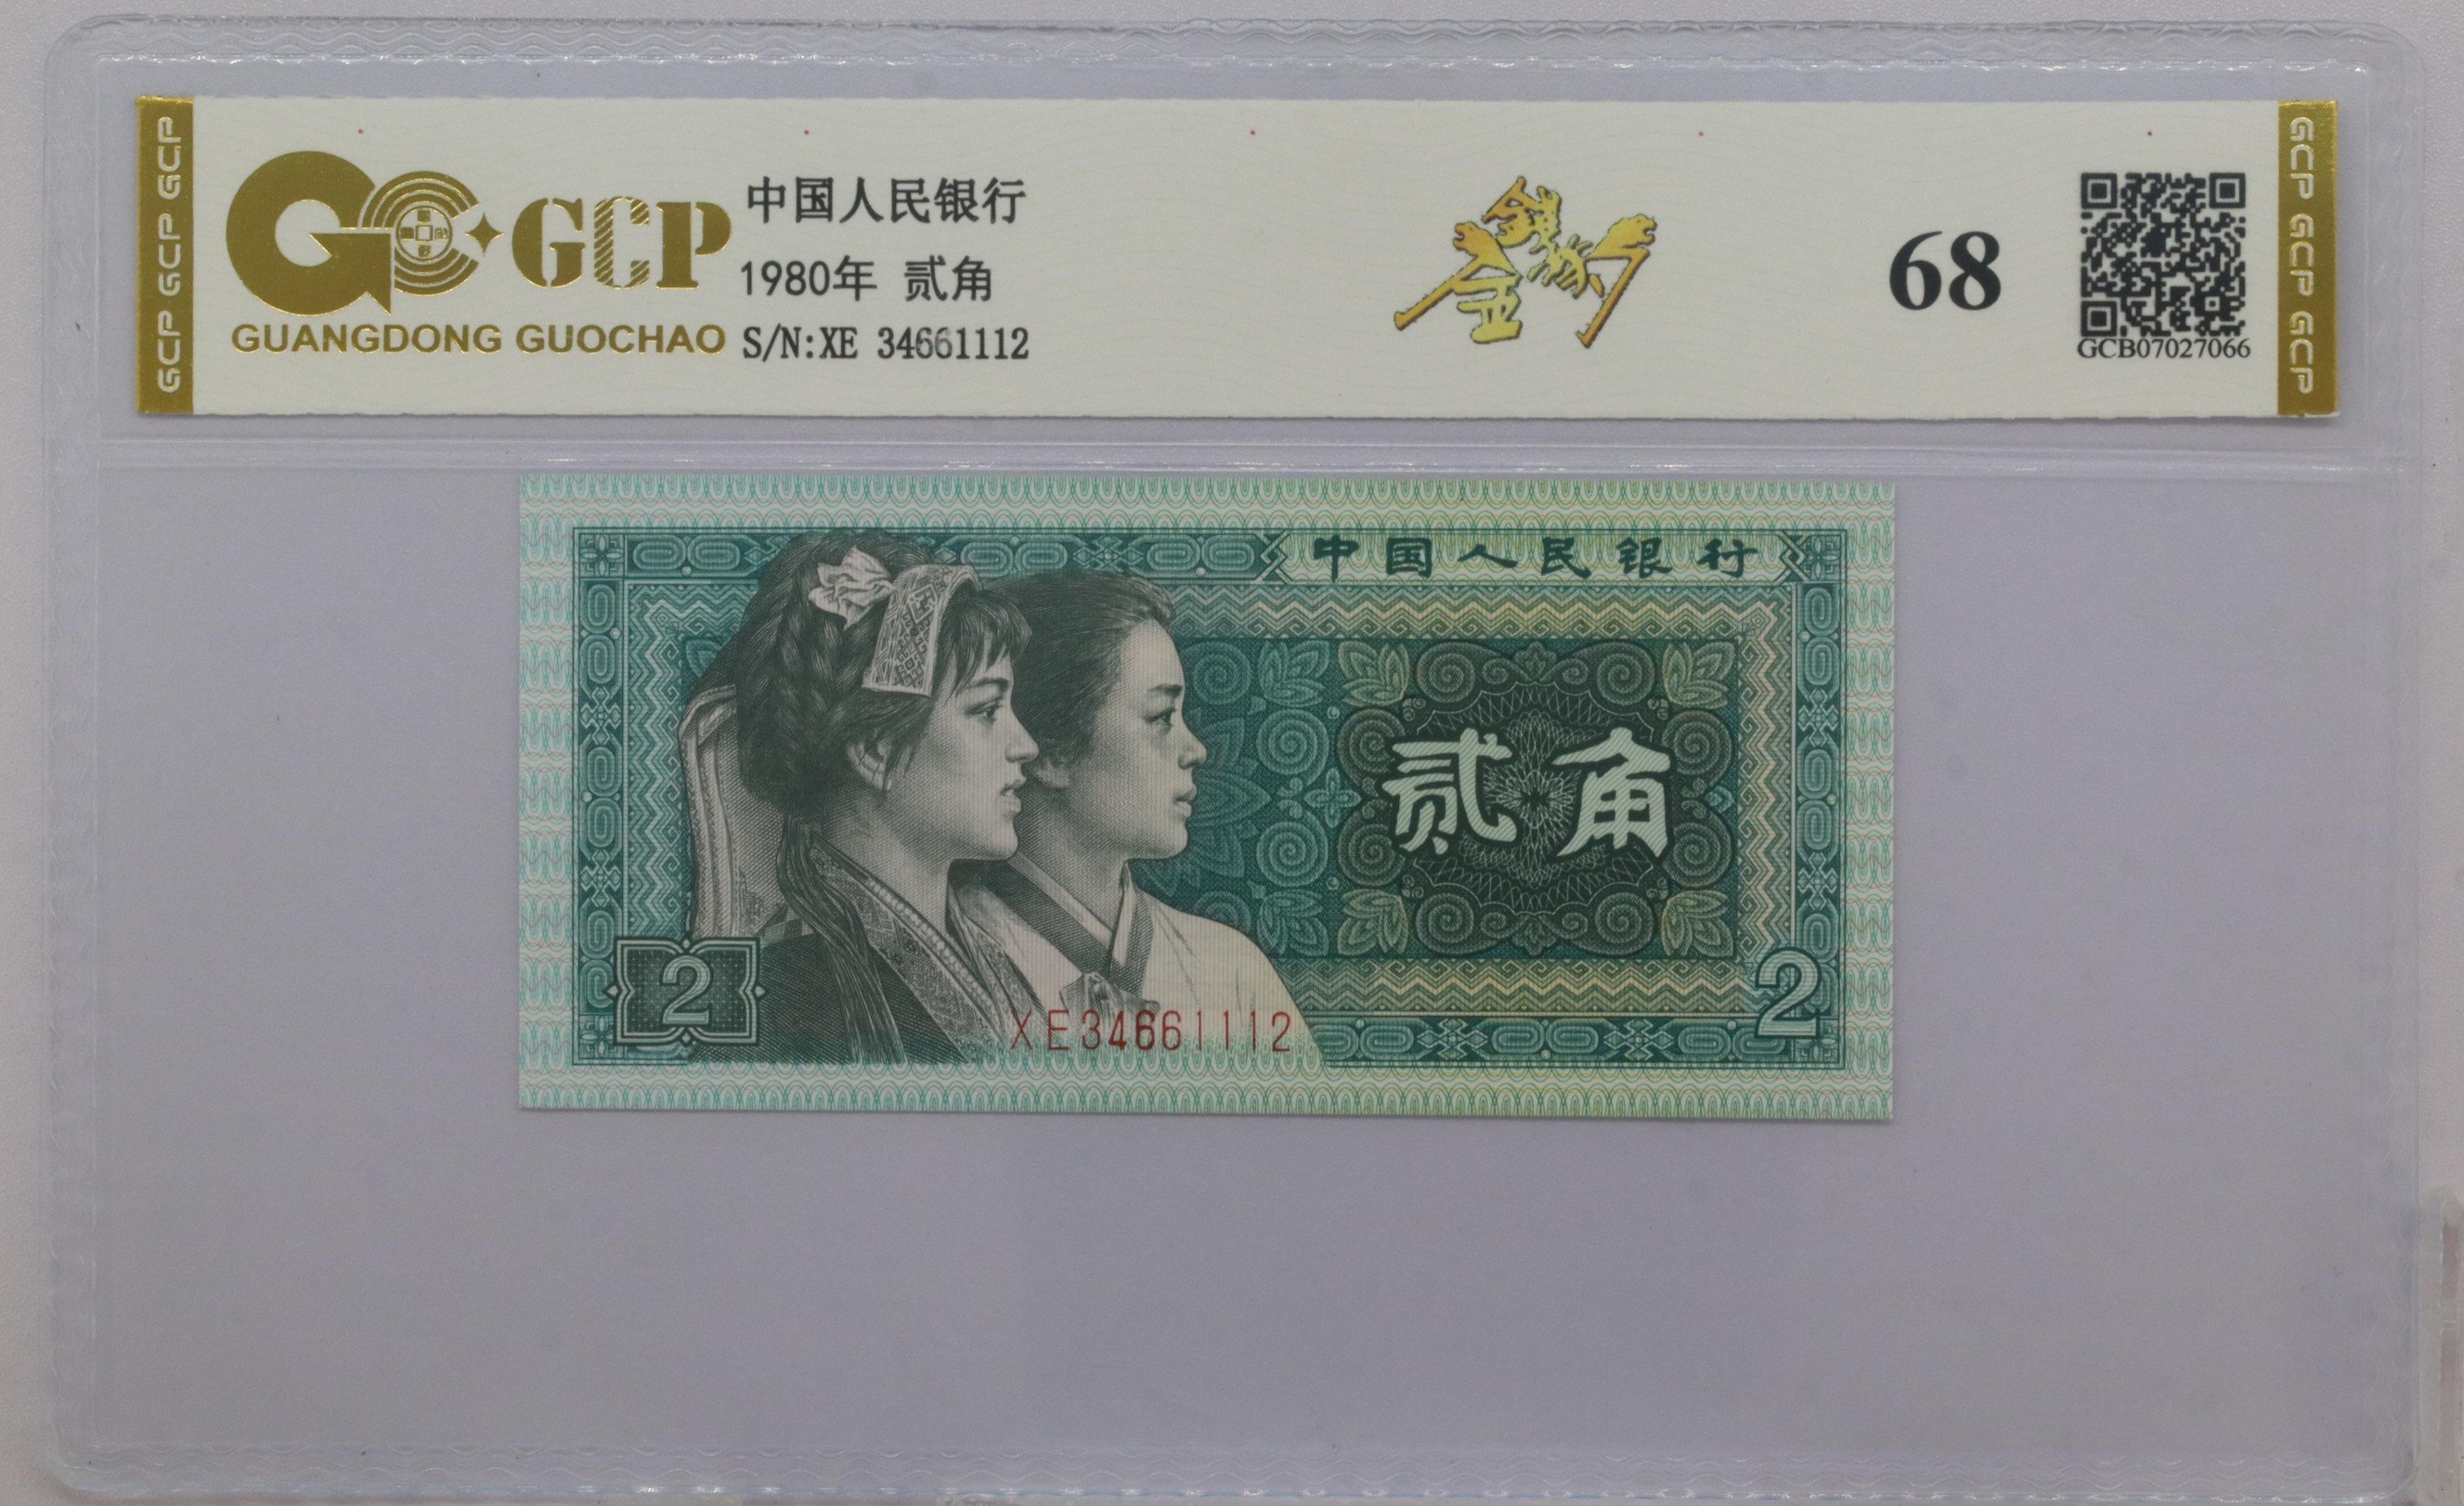 GCP GCP GCP
GCP
中国人民银行
1980年 贰角
GUANGDONG GUOCHAO
S/N:XE 34661112
68
GCB07027066
GCP GCP GCP
中国人民银行
贰角
2
2
XE34661112